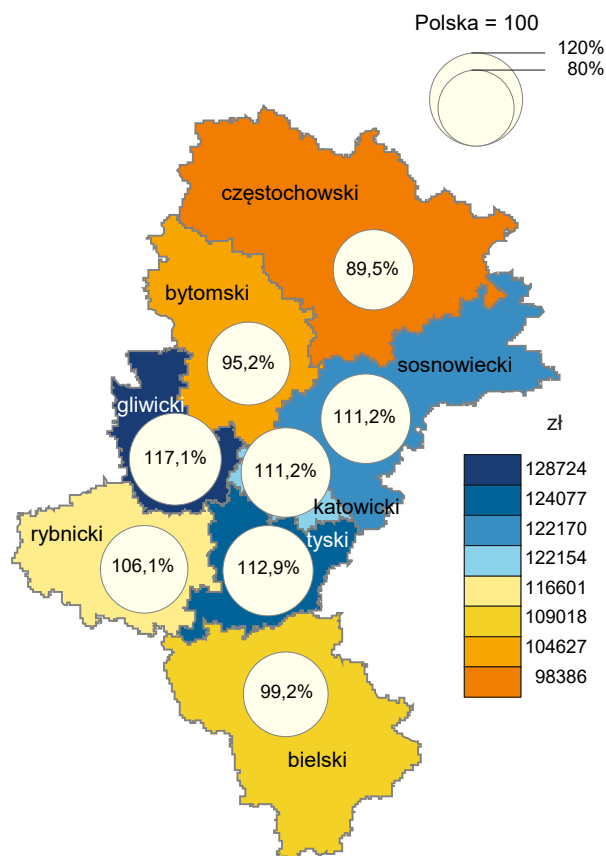 Polska = 100
120%
80%
częstochowski
89,5%
bytomski
95,2%
sosnowiecki
111,2%
gliwicki
117,1%
111,2%
katowicki
rybnicki
106,1%
tyski
112,9%
99,2%
bielski
zł
128724
124077
122170
122154
116601
109018
104627
98386